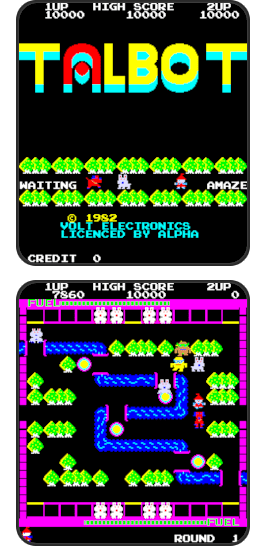 1UP HIGH SCORE 2UP
10000 10000 10000
TALBOT
WAITING AMAZE
© 1982
VOLT ELECTRONICS
LICENCED BY ALPHA
CREDIT 0
1UP HIGH SCORE 2UP
7860 10000 0
FUEL
FUEL
ROUND 1